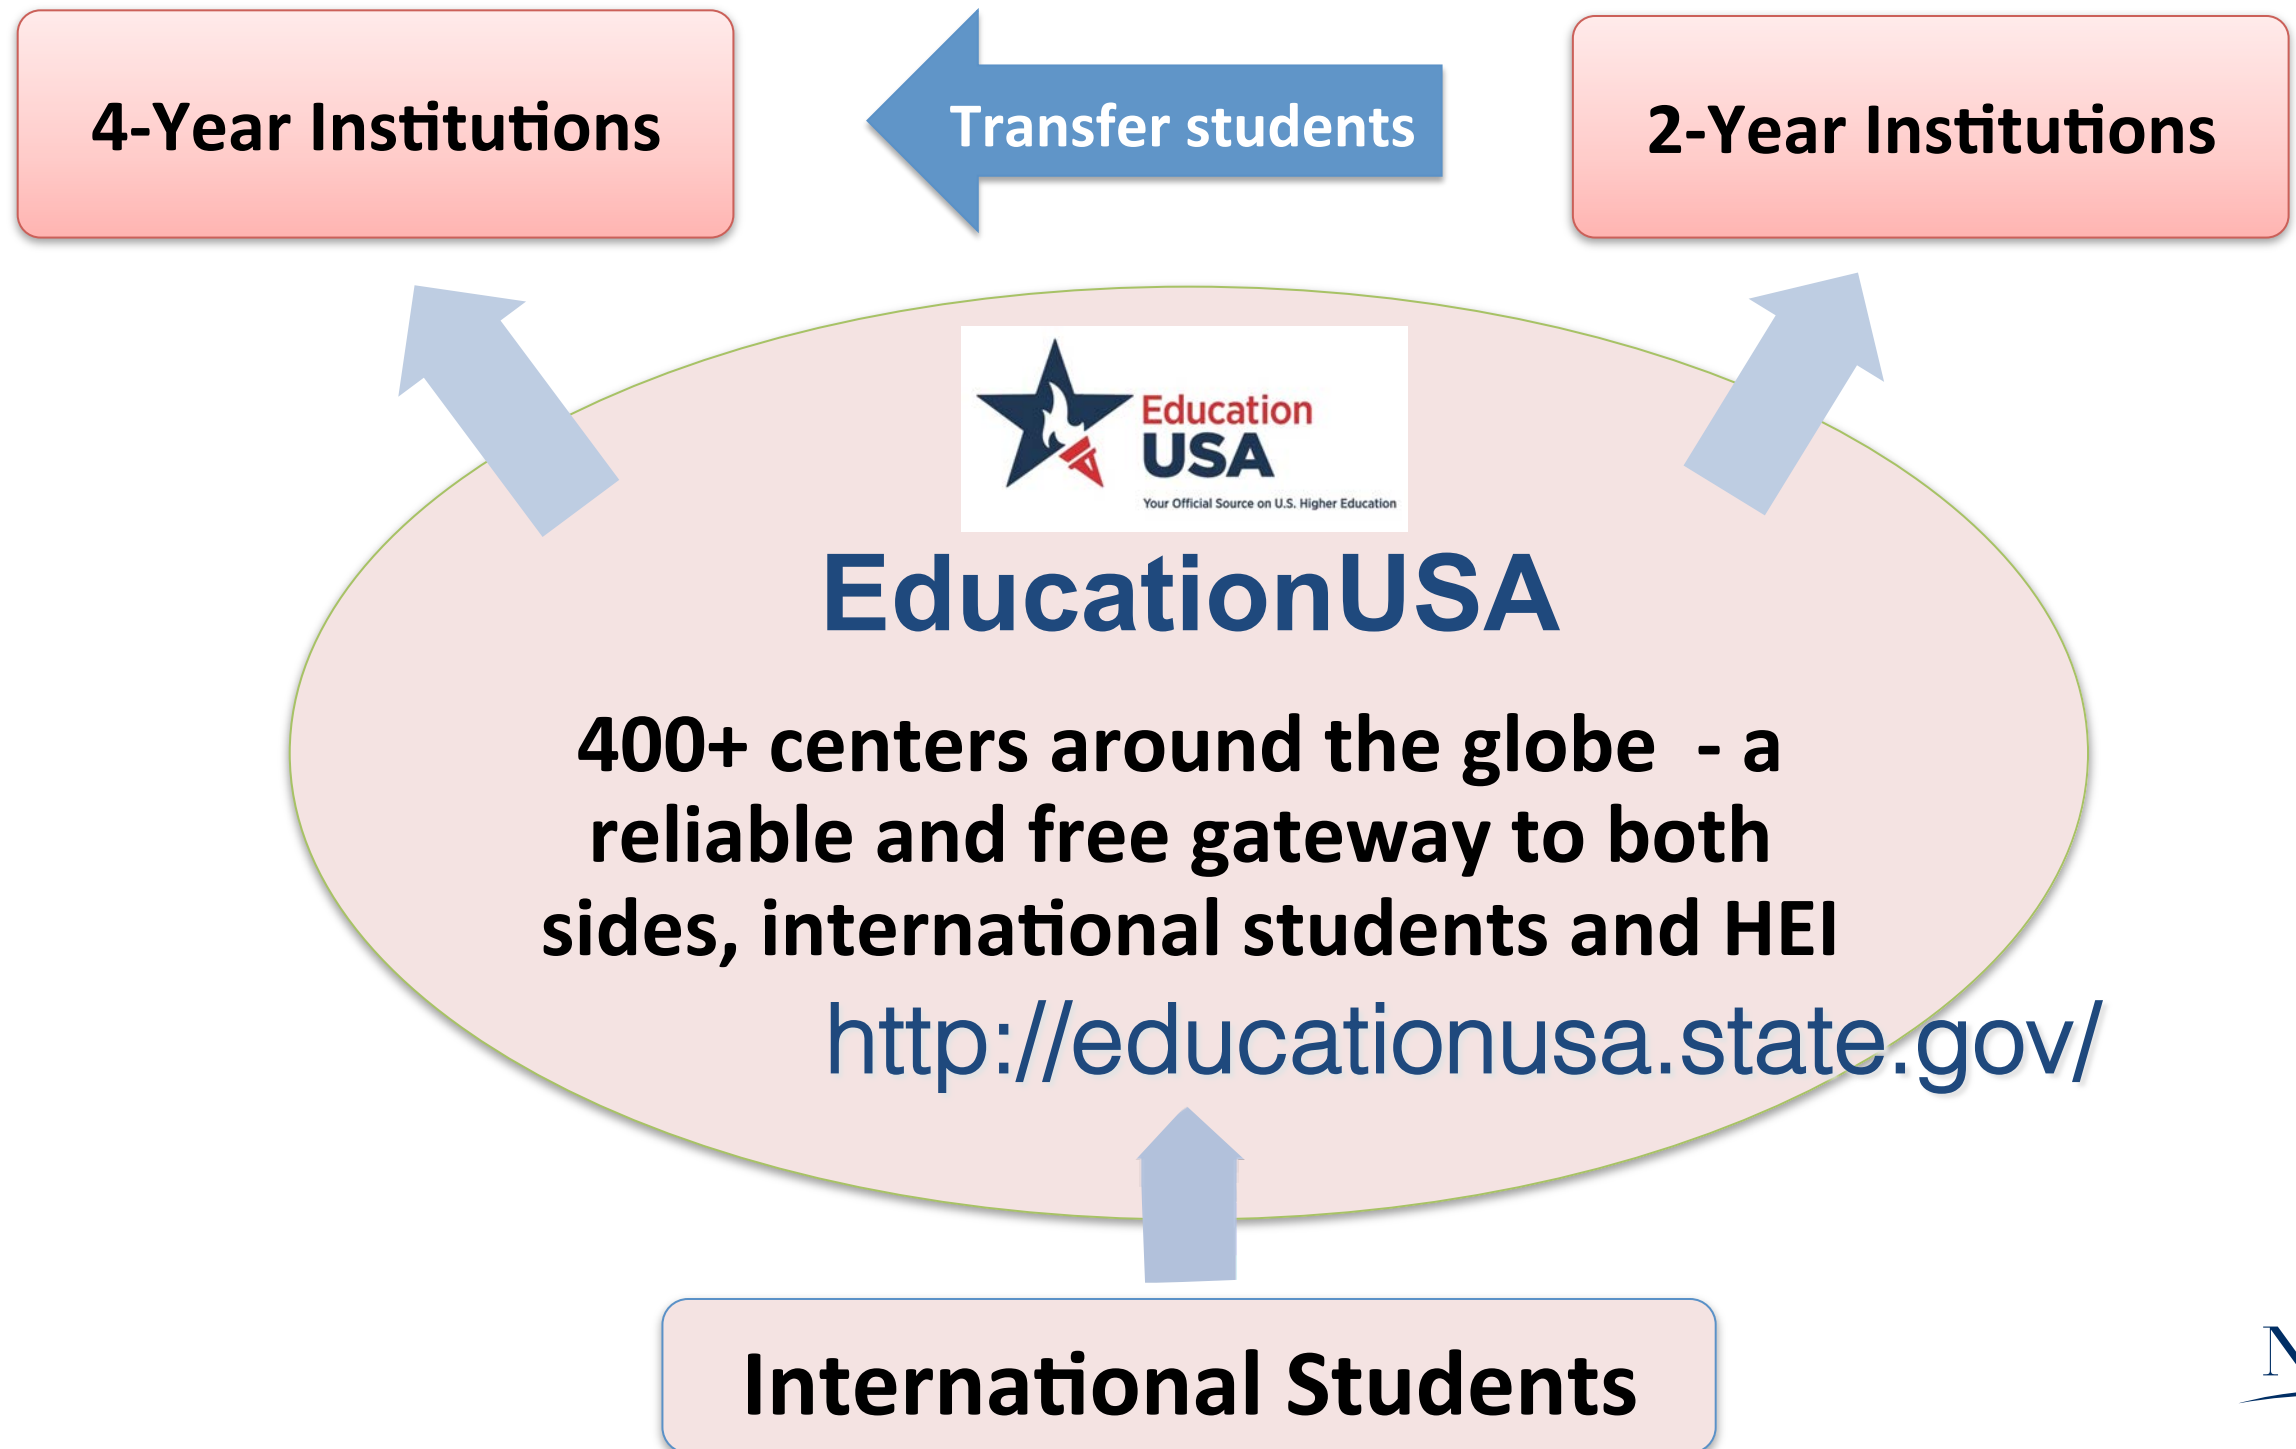 4-Year Institutions
Transfer students
2-Year Institutions
Education
USA
Your Official Source on U.S. Higher Education
EducationUSA
400+ centers around the globe - a
reliable and free gateway to both
sides, international students and HEI
http://educationusa.state.gov/
International Students